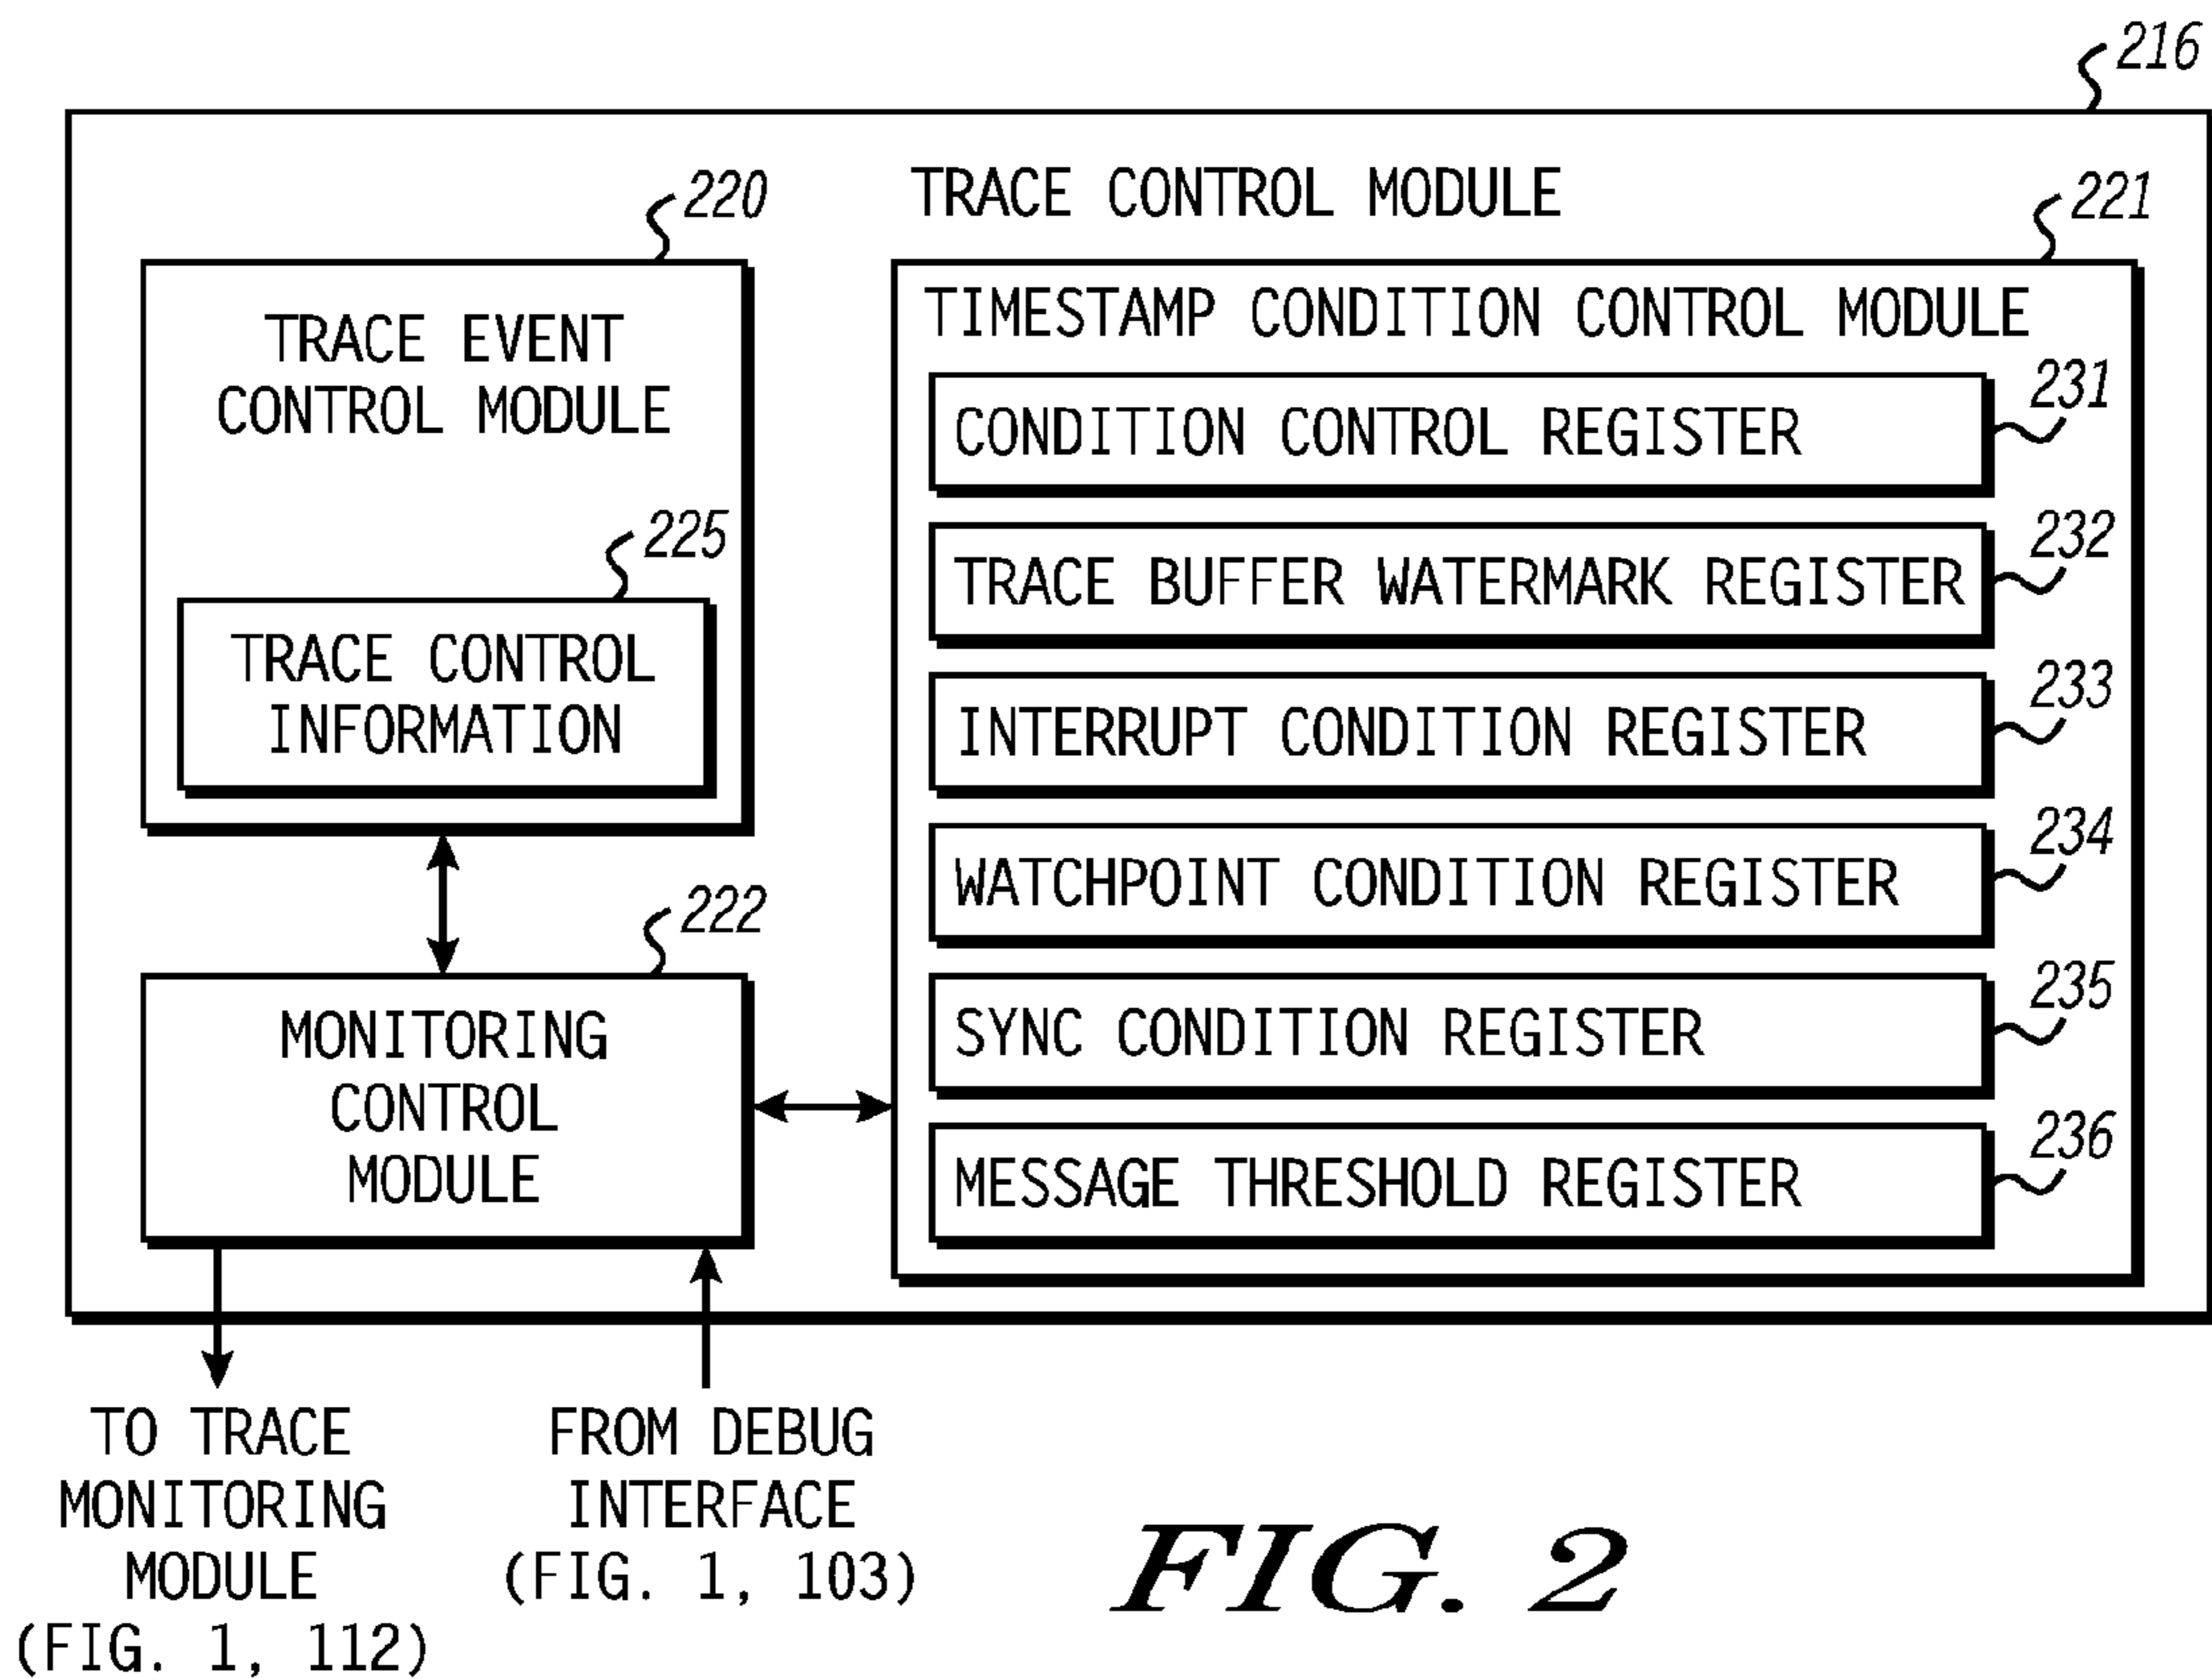 216
TRACE CONTROL MODULE
220
TRACE EVENT
CONTROL MODULE
225
TRACE CONTROL
INFORMATION
222
MONITORING
CONTROL
MODULE
221
TIMESTAMP CONDITION CONTROL MODULE
CONDITION CONTROL REGISTER
231
TRACE BUFFER WATERMARK REGISTER
232
INTERRUPT CONDITION REGISTER
233
WATCHPOINT CONDITION REGISTER
234
SYNC CONDITION REGISTER
235
MESSAGE THRESHOLD REGISTER
236
TO TRACE
MONITORING
MODULE
(FIG. 1, 112)
FROM DEBUG
INTERFACE
(FIG. 1, 103)
FIG. 2